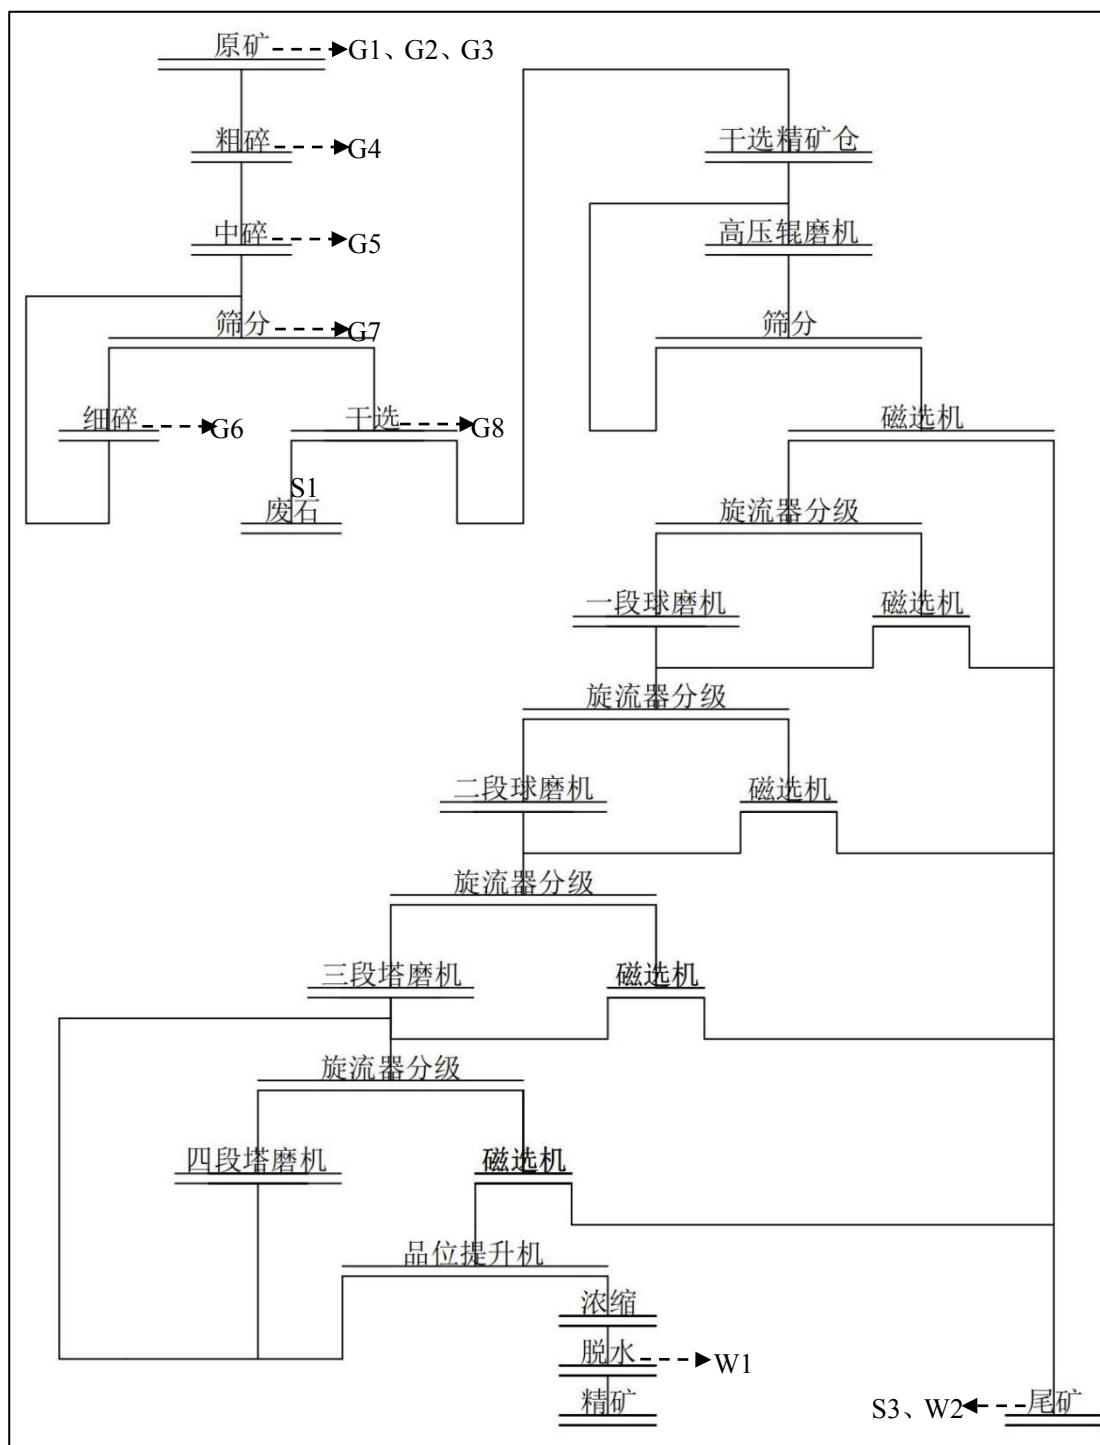 原矿 G1、G2、G3
粗碎 G4
中碎 G5
筛分 G7
细碎 G6
干选 G8
S1
废石
干选精矿仓
高压辊磨机
筛分
磁选机
旋流器分级
一段球磨机 磁选机
旋流器分级
二段球磨机 磁选机
旋流器分级
三段塔磨机 磁选机
旋流器分级
四段塔磨机 磁选机
品位提升机
浓缩
脱水 W1
精矿
S3、W2 尾矿